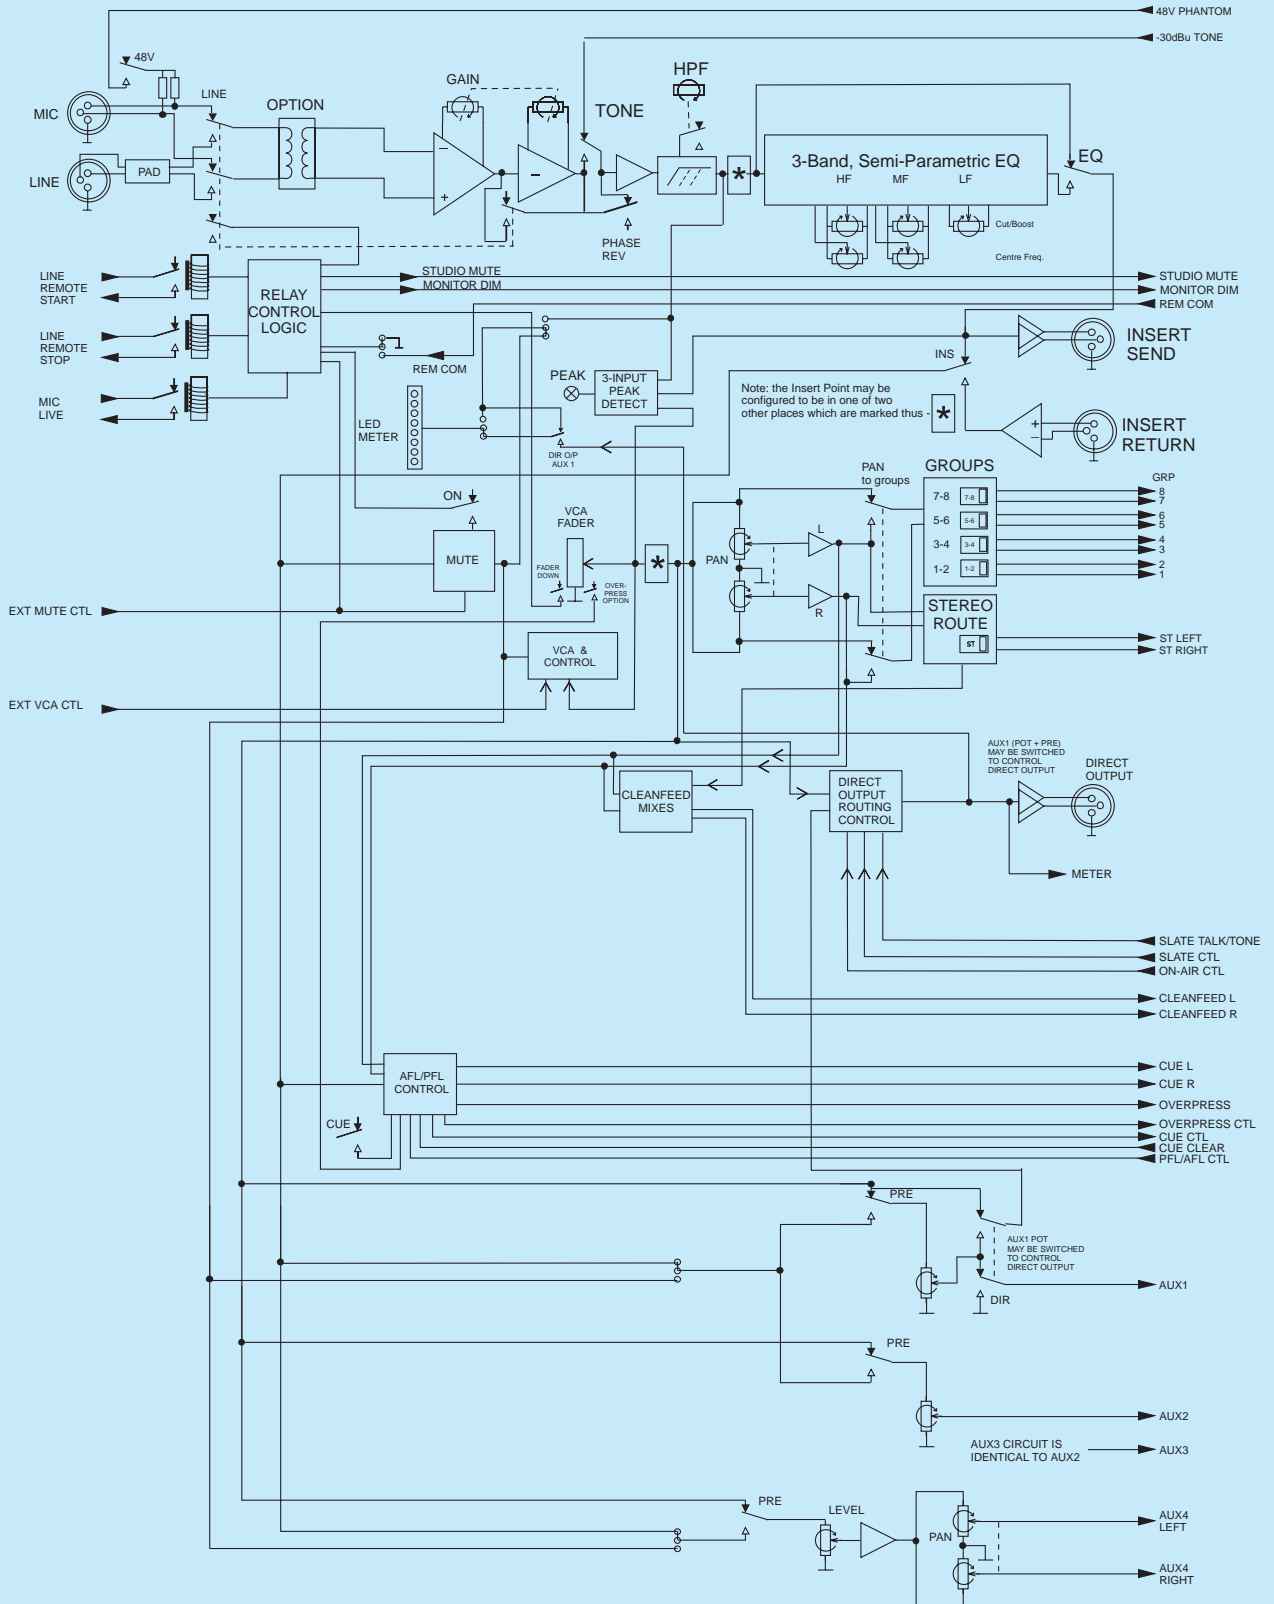 48V PHANTOM
-30dBu TONE
48V
MIC
LINE
OPTION
GAIN
TONE
HPF
LINE
PAD
3-Band, Semi-Parametric EQ
HF MF LF
EQ
*
Cut/Boost
Centre Freq.
PHASE
REV
LINE
REMOTE
START
STUDIO MUTE
MONITOR DIM
STUDIO MUTE
MONITOR DIM
REM COM
RELAY
CONTROL
LOGIC
LINE
REMOTE
STOP
REM COM
INSERT
SEND
INS
MIC
LIVE
PEAK
3-INPUT
PEAK
DETECT
Note: the Insert Point may be
configured to be in one of two
other places which are marked thus -
*
LED
METER
DIR O/P
AUX 1
INSERT
RETURN
PAN
to groups
GROUPS
GRP
7-8
7-8
8
7
5-6
5-6
6
5
3-4
3-4
4
3
1-2
1-2
2
1
ON
VCA
FADER
MUTE
FADER
DOWN
OVER-
PRESS
OPTION
*
PAN
L
R
STEREO
ROUTE
ST
ST LEFT
ST RIGHT
EXT MUTE CTL
VCA &
CONTROL
EXT VCA CTL
AUX1 (POT + PRE)
MAY BE SWITCHED
TO CONTROL
DIRECT OUTPUT
DIRECT
OUTPUT
CLEANFEED
MIXES
DIRECT
OUTPUT
ROUTING
CONTROL
METER
SLATE TALK/TONE
SLATE CTL
ON-AIR CTL
CLEANFEED L
CLEANFEED R
AFL/PFL
CONTROL
CUE L
CUE R
OVERPRESS
CUE
OVERPRESS CTL
CUE CTL
CUE CLEAR
PFL/AFL CTL
PRE
AUX1 POT
MAY BE SWITCHED
TO CONTROL
DIRECT OUTPUT
DIR
AUX1
PRE
AUX2
AUX3 CIRCUIT IS
IDENTICAL TO AUX2
AUX3
PRE
LEVEL
PAN
AUX4
LEFT
AUX4
RIGHT